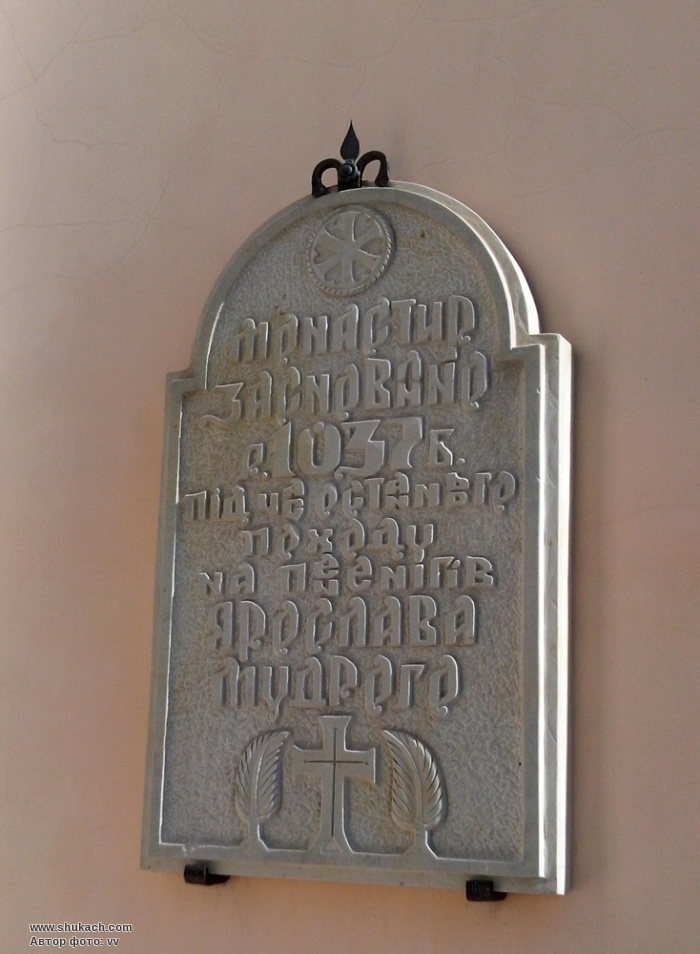 МОНАСТИР
ЗАСНОВАНО
р. 1037 Б.
ПІД ЧАС ОСТАННЬОГО
ПОХОДУ
НА ПЕЧЕНІГІВ
ЯРОСЛАВА
МУДРОГО
www.shukach.com
Автор фото: vv